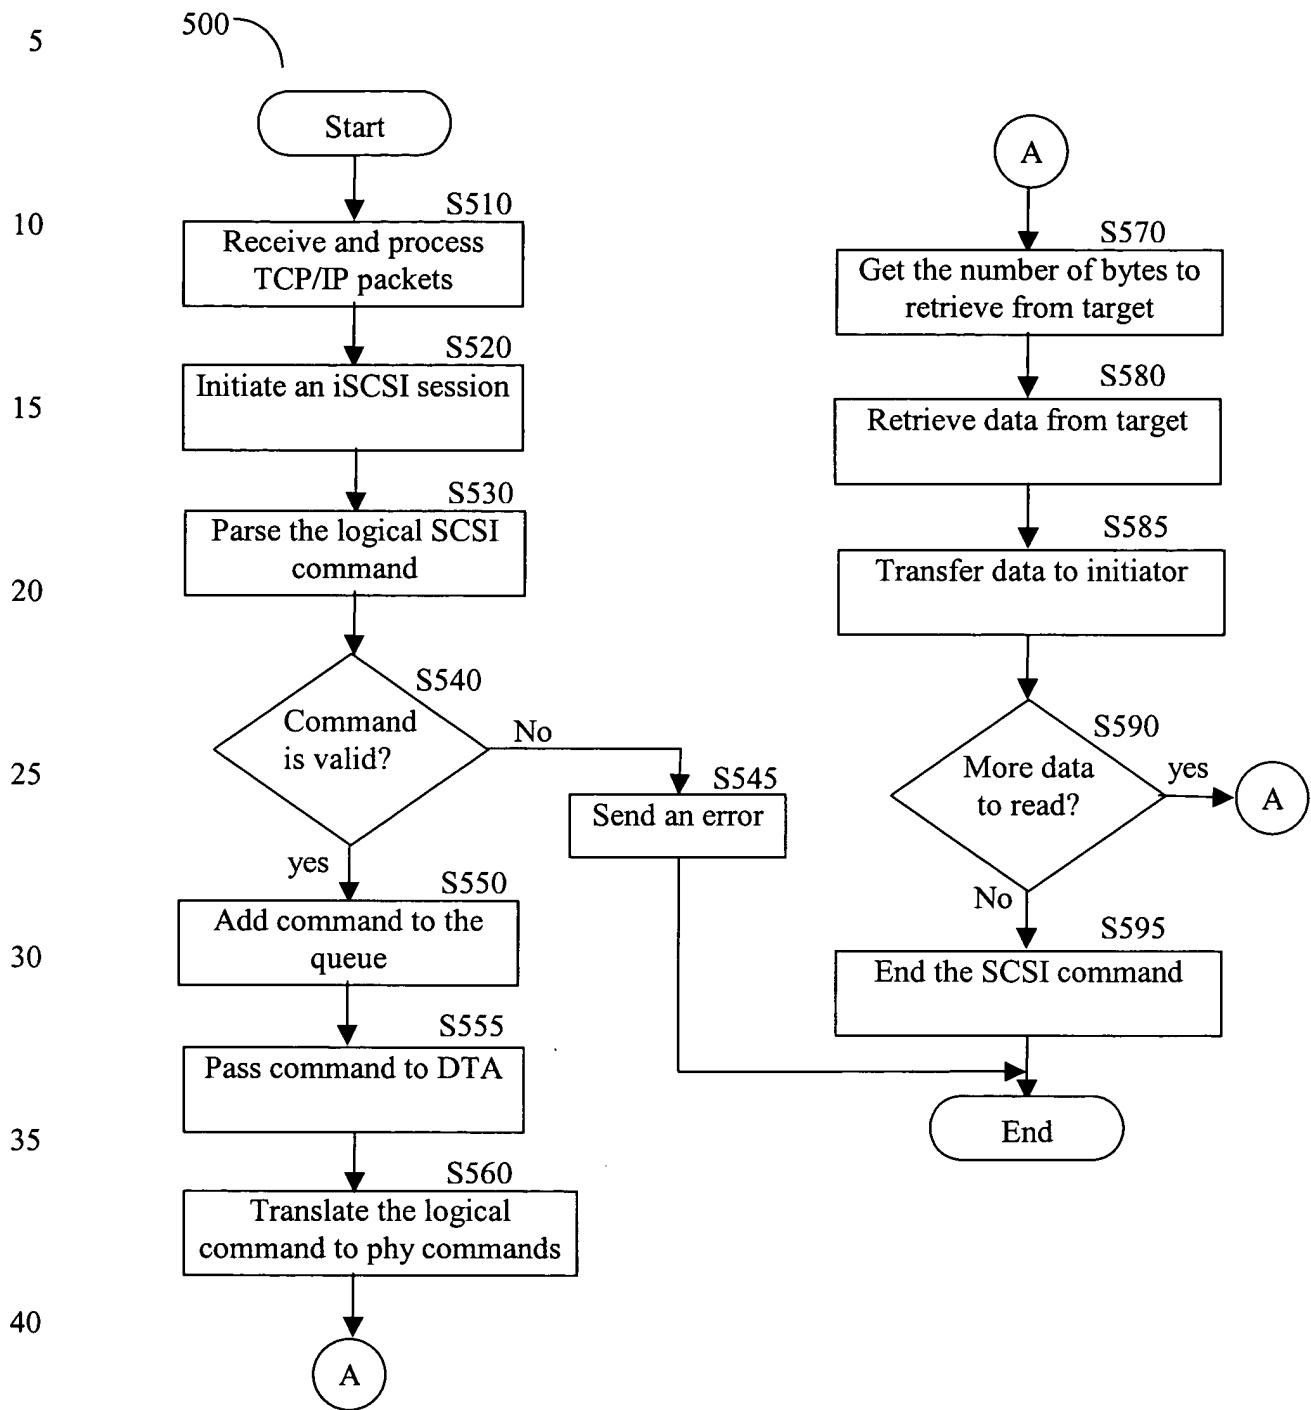 5
500
Start
S510
10
Receive and process
TCP/IP packets
S520
15
Initiate an iSCSI session
S530
Parse the logical SCSI
command
20
S540
Command
is valid?
No
25
S545
Send an error
yes
S550
Add command to the
queue
30
S555
Pass command to DTA
35
S560
Translate the logical
command to phy commands
40
A
A
S570
Get the number of bytes to
retrieve from target
S580
Retrieve data from target
S585
Transfer data to initiator
S590
More data
to read?
yes
A
No
S595
End the SCSI command
End